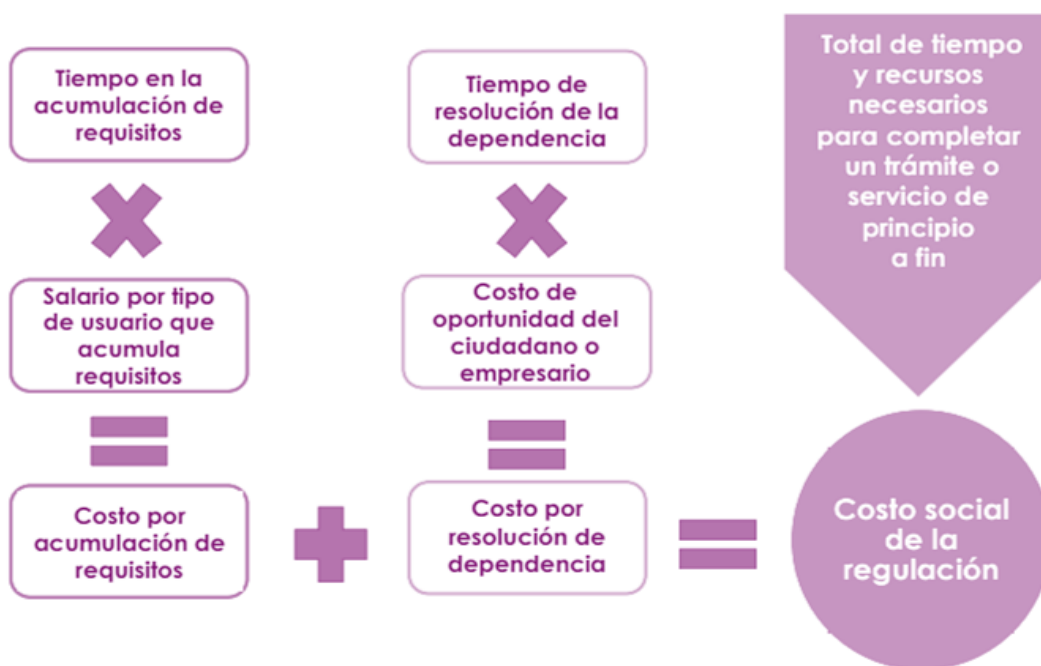 Tiempo en la
acumulación de
requisitos
Tiempo de
resolución de la
dependencia
Total de tiempo
y recursos
necesarios
para completar
un trámite o
servicio de
principio
a fin
Salario por tipo
de usuario que
acumula
requisitos
Costo de
oportunidad del
ciudadano o
empresario
Costo por
acumulación de
requisitos
Costo por
resolución de
dependencia
Costo social
de la
regulación